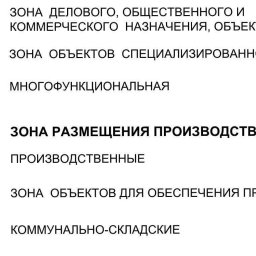 ЗОНА ДЕЛОВОГО, ОБЩЕСТВЕННОГО И
КОММЕРЧЕСКОГО НАЗНАЧЕНИЯ,
ЗОНА ОБЪЕКТОВ
МНОГОФУНКЦИОНАЛЬНАЯ
ЗОНА РАЗМЕЩЕНИЯ
ПРОИЗВОДСТВЕННЫЕ
ЗОНА ОБЪЕКТОВ ДЛЯ ОБЕСПЕЧЕНИЯ
КОММУНАЛЬНО-СКЛАДСКИЕ